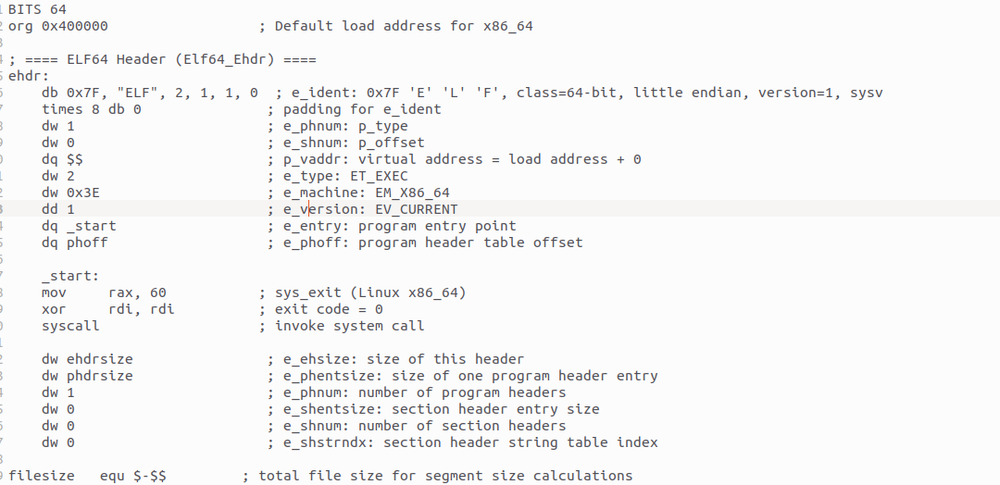 BITS 64
org 0x400000 ; Default load address for x86_64
; ==== ELF64 Header (Elf64_Ehdr) ====
ehdr:
db 0x7F, "ELF", 2, 1, 1, 0 ; e_ident: 0x7F 'E' 'L' 'F', class=64-bit, little endian, version=1, sysv
times 8 db 0 ; padding for e_ident
dw 1 ; e_phnum: p_type
dw 0 ; e_shnum: p_offset
dq $$ ; p_vaddr: virtual address = load address + 0
dw 2 ; e_type: ET_EXEC
dw 0x3E ; e_machine: EM_X86_64
dd 1 ; e_version: EV_CURRENT
dq _start ; e_entry: program entry point
dq phoff ; e_phoff: program header table offset
_start:
mov rax, 60 ; sys_exit (Linux x86_64)
xor rdi, rdi ; exit code = 0
syscall ; invoke system call
dw ehdrsize ; e_ehsize: size of this header
dw phdrsize ; e_phentsize: size of one program header entry
dw 1 ; e_phnum: number of program headers
dw 0 ; e_shentsize: section header entry size
dw 0 ; e_shnum: number of section headers
dw 0 ; e_shstrndx: section header string table index
filesize equ $-$$ ; total file size for segment size calculations